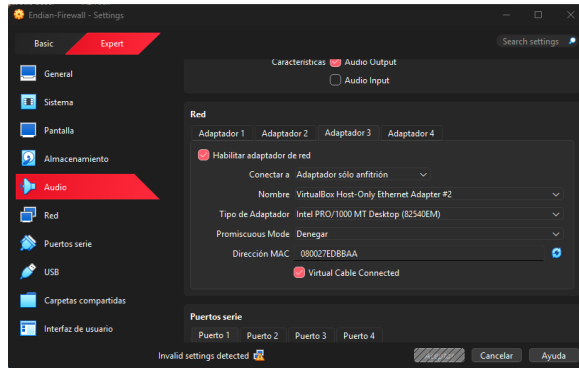 Endian-Firewall - Settings
Basic Expert Search settings
General
Sistema
Pantalla
Almacenamiento
Audio
Red
Puertos serie
USB
Carpetas compartidas
Interfaz de usuario
Características Audio Output
Audio Input
Red
Adaptador 1 Adaptador 2 Adaptador 3 Adaptador 4
Habilitar adaptador de red
Conectar a Adaptador sólo anfitrión
Nombre VirtualBox Host-Only Ethernet Adapter #2
Tipo de Adaptador Intel PRO/1000 MT Desktop (82540EM)
Promiscuous Mode Denegar
Dirección MAC 080027EDBBAA
Virtual Cable Connected
Puertos serie
Puerto 1 Puerto 2 Puerto 3 Puerto 4
Invalid settings detected Aceptar Cancelar Ayuda